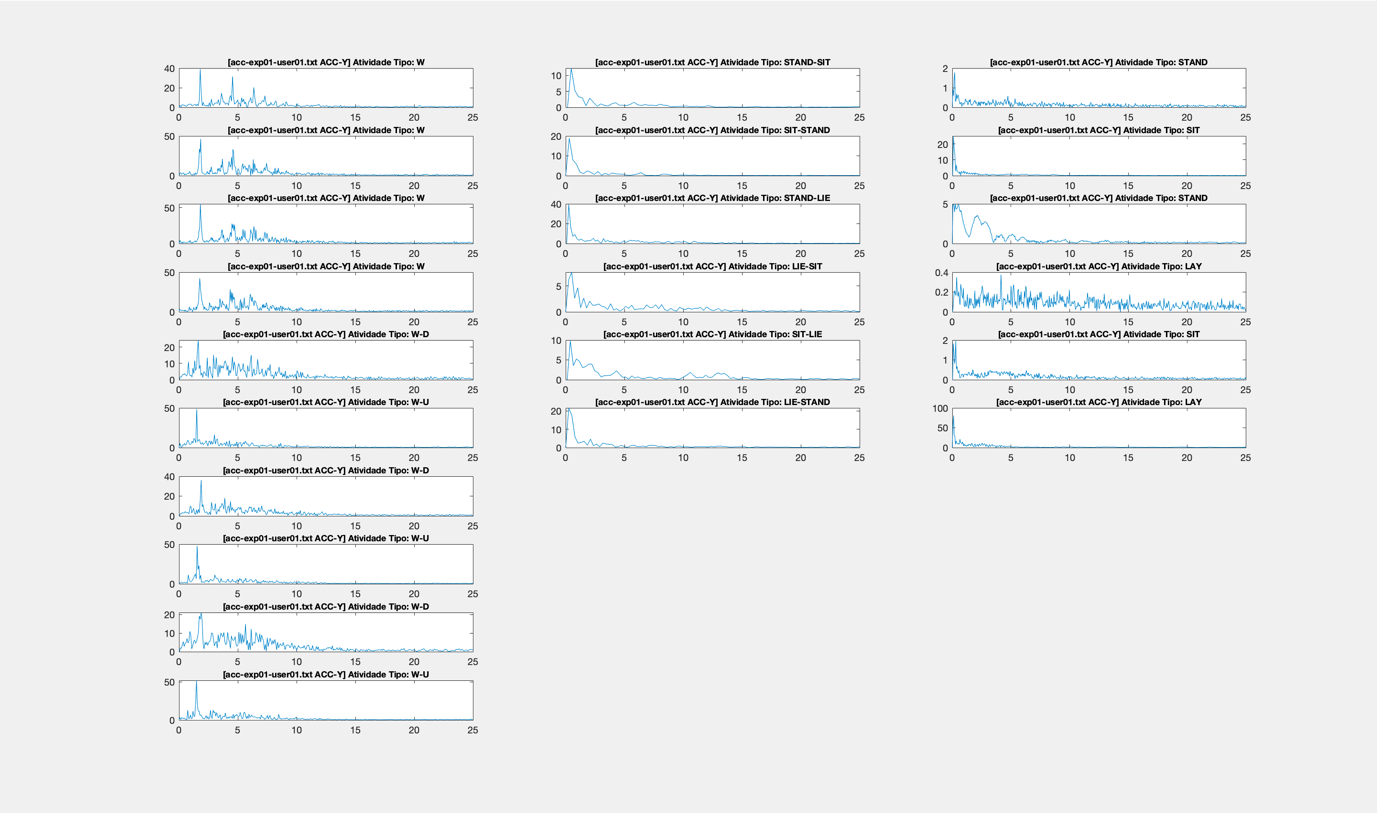 [acc-exp01-user01.txt ACC-Y] Atividade Tipo: W
40
20
0
0 5 10 15 20 25
[acc-exp01-user01.txt ACC-Y] Atividade Tipo: W
50
0
0 5 10 15 20 25
[acc-exp01-user01.txt ACC-Y] Atividade Tipo: W
50
0
0 5 10 15 20 25
[acc-exp01-user01.txt ACC-Y] Atividade Tipo: W
50
0
0 5 10 15 20 25
[acc-exp01-user01.txt ACC-Y] Atividade Tipo: W-D
20
10
0
0 5 10 15 20 25
[acc-exp01-user01.txt ACC-Y] Atividade Tipo: W-U
50
0
0 5 10 15 20 25
[acc-exp01-user01.txt ACC-Y] Atividade Tipo: W-D
40
20
0
0 5 10 15 20 25
[acc-exp01-user01.txt ACC-Y] Atividade Tipo: W-U
50
0
0 5 10 15 20 25
[acc-exp01-user01.txt ACC-Y] Atividade Tipo: W-D
20
10
0
0 5 10 15 20 25
[acc-exp01-user01.txt ACC-Y] Atividade Tipo: W-U
50
0
0 5 10 15 20 25
[acc-exp01-user01.txt ACC-Y] Atividade Tipo: STAND-SIT
10
5
0
0 5 10 15 20 25
[acc-exp01-user01.txt ACC-Y] Atividade Tipo: SIT-STAND
20
10
0
0 5 10 15 20 25
[acc-exp01-user01.txt ACC-Y] Atividade Tipo: STAND-LIE
40
20
0
0 5 10 15 20 25
[acc-exp01-user01.txt ACC-Y] Atividade Tipo: LIE-SIT
5
0
0 5 10 15 20 25
[acc-exp01-user01.txt ACC-Y] Atividade Tipo: SIT-LIE
10
5
0
0 5 10 15 20 25
[acc-exp01-user01.txt ACC-Y] Atividade Tipo: LIE-STAND
20
10
0
0 5 10 15 20 25
[acc-exp01-user01.txt ACC-Y] Atividade Tipo: STAND
2
1
0
0 5 10 15 20 25
[acc-exp01-user01.txt ACC-Y] Atividade Tipo: SIT
20
10
0
0 5 10 15 20 25
[acc-exp01-user01.txt ACC-Y] Atividade Tipo: STAND
5
0
0 5 10 15 20 25
[acc-exp01-user01.txt ACC-Y] Atividade Tipo: LAY
0.4
0.2
0
0 5 10 15 20 25
[acc-exp01-user01.txt ACC-Y] Atividade Tipo: SIT
2
1
0
0 5 10 15 20 25
[acc-exp01-user01.txt ACC-Y] Atividade Tipo: LAY
100
50
0
0 5 10 15 20 25